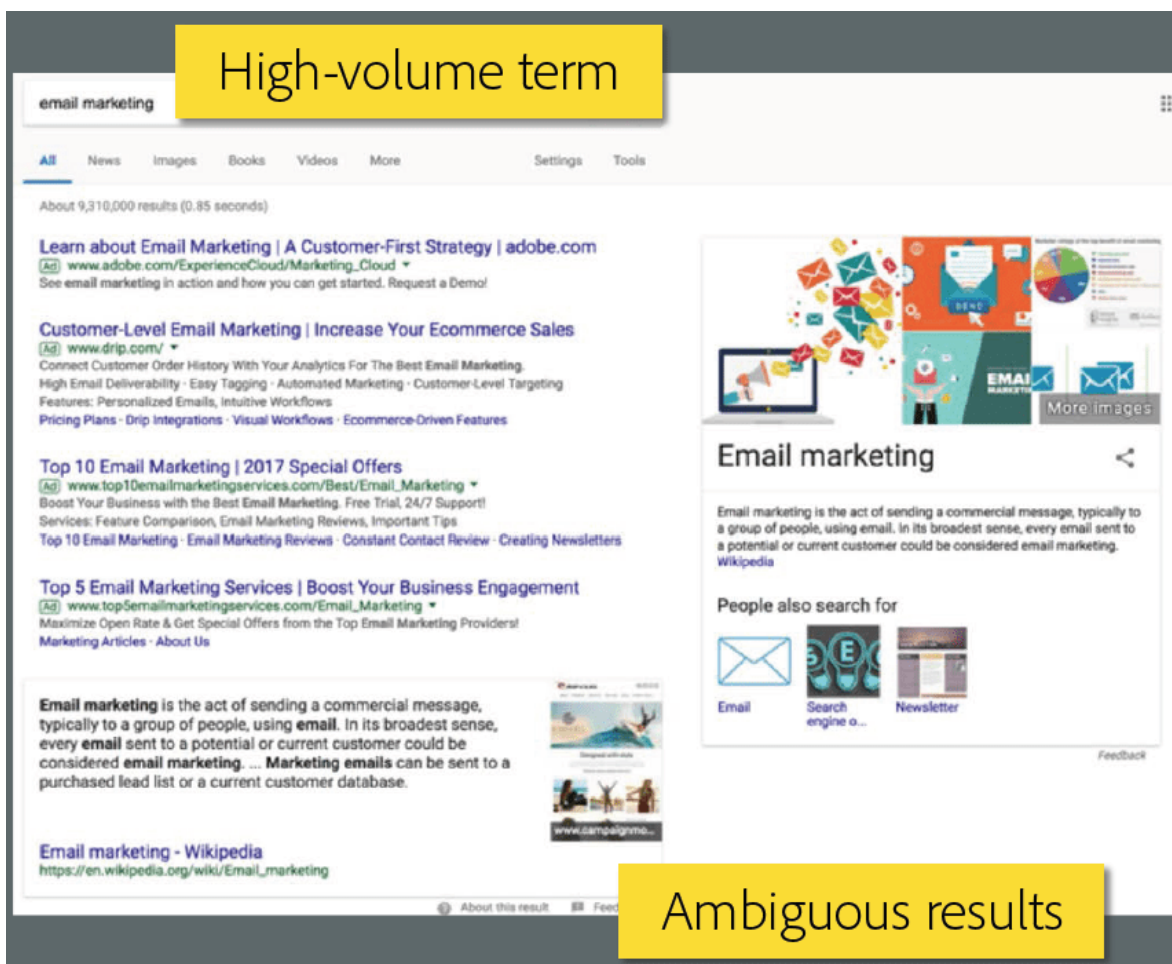 High-volume term
email marketing
All News Images Books Videos More Settings Tools
About 9,310,000 results (0.85 seconds)
Learn about Email Marketing | A Customer-First Strategy | adobe.com
Ad www.adobe.com/ExperienceCloud/Marketing_Cloud
See email marketing in action and how you can get started. Request a Demo!
Customer-Level Email Marketing | Increase Your Ecommerce Sales
Ad www.drip.com/
Connect Customer Order History With Your Analytics For The Best Email Marketing.
High Email Deliverability · Easy Tagging · Automated Marketing · Customer-Level Targeting
Features: Personalized Emails, Intuitive Workflows
Pricing Plans · Drip Integrations · Visual Workflows · Ecommerce-Driven Features
Top 10 Email Marketing | 2017 Special Offers
Ad www.top10emailmarketingservices.com/Best/Email_Marketing
Boost Your Business with the Best Email Marketing. Free Trial, 24/7 Support!
Services: Feature Comparison, Email Marketing Reviews, Important Tips
Top 10 Email Marketing · Email Marketing Reviews · Constant Contact Review · Creating Newsletters
Top 5 Email Marketing Services | Boost Your Business Engagement
Ad www.top5emailmarketingservices.com/Email_Marketing
Maximize Open Rate & Get Special Offers from the Top Email Marketing Providers!
Marketing Articles · About Us
Email marketing is the act of sending a commercial message,
typically to a group of people, using email. In its broadest sense,
every email sent to a potential or current customer could be
considered email marketing. ... Marketing emails can be sent to a
purchased lead list or a current customer database.
www.campaignmo...
Email marketing - Wikipedia
https://en.wikipedia.org/wiki/Email_marketing
About this result Feed
SEND
EMAI
More images
Email marketing
Email marketing is the act of sending a commercial message, typically to
a group of people, using email. In its broadest sense, every email sent to
a potential or current customer could be considered email marketing.
Wikipedia
People also search for
S E
Email
Search
engine o...
Newsletter
Feedback
Ambiguous results